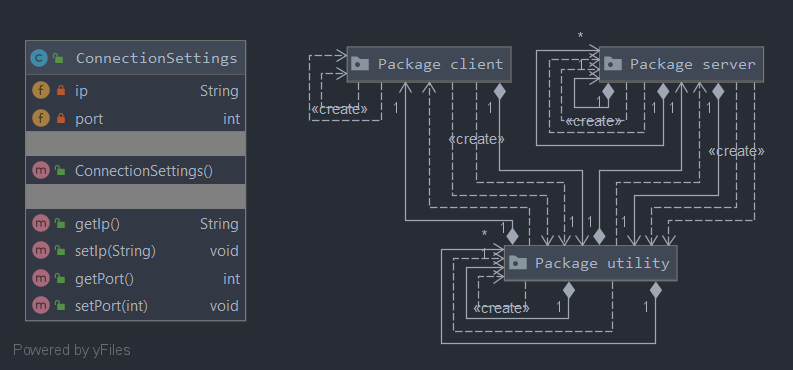 ConnectionSettings
ip String
port int
ConnectionSettings()
getIp() String
setIp(String) void
getPort() int
setPort(int) void
Powered by yFiles
*
Package client
Package server
1
1
1
1
1
1
«create»
«create»
«create»
«create»
1
1
1
1
*
1
Package utility
«create»
1
1